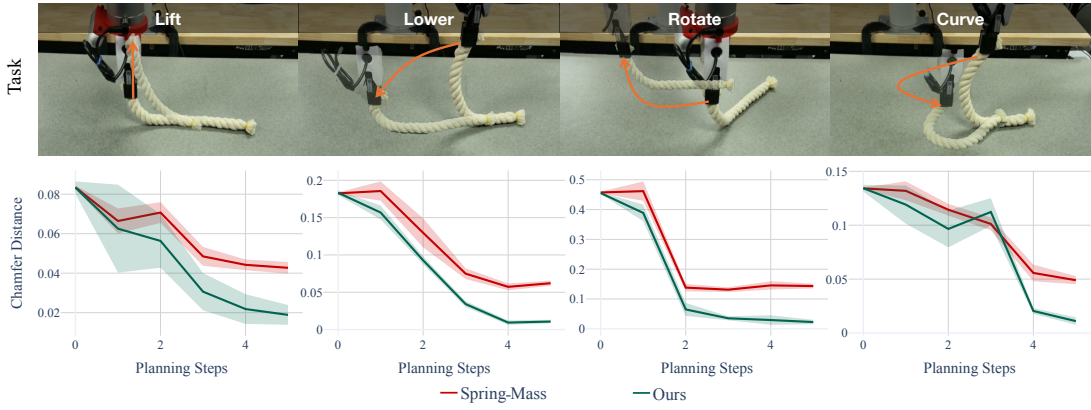 Lift Lower Rotate Curve
Task
Chamfer Distance
0.08
0.06
0.04
0.02
0 2 4
Planning Steps
0.2
0.15
0.1
0.05
0
0 2 4
Planning Steps
0.5
0.4
0.3
0.2
0.1
0
0 2 4
Planning Steps
0.15
0.1
0.05
0
0 2 4
Planning Steps
Spring-Mass Ours